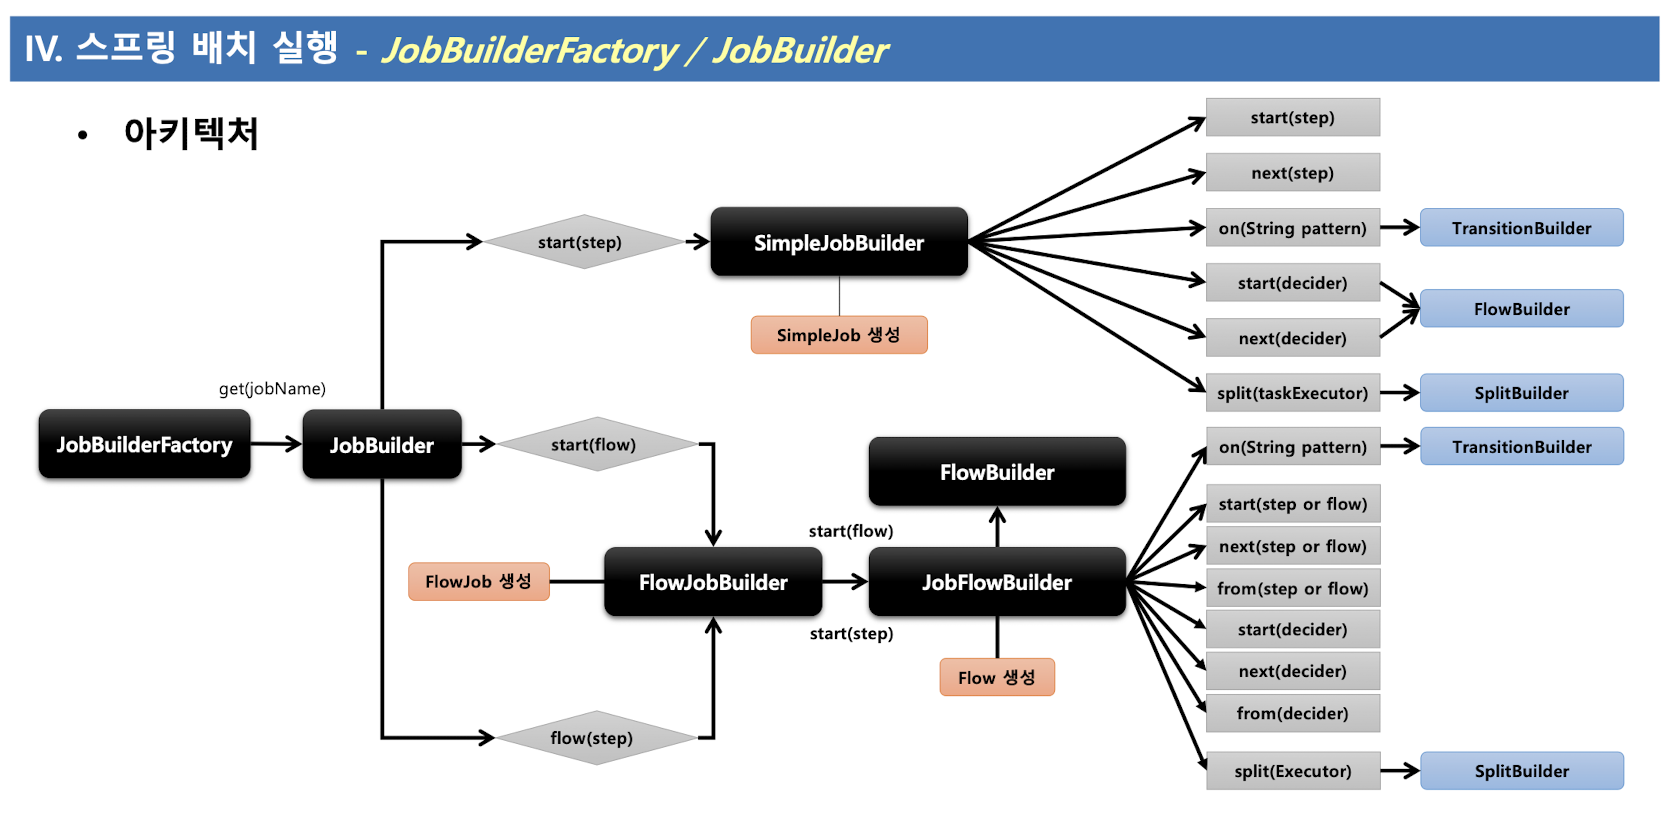 IV. 스프링 배치 실행 - JobBuilderFactory / JobBuilder
• 아키텍처
start(step)
next(step)
on(String pattern)
TransitionBuilder
start(step)
SimpleJobBuilder
start(decider)
FlowBuilder
next(decider)
SimpleJob 생성
split(taskExecutor)
SplitBuilder
get(jobName)
JobBuilderFactory
JobBuilder
start(flow)
on(String pattern)
TransitionBuilder
FlowBuilder
start(step or flow)
start(flow)
next(step or flow)
FlowJob 생성
FlowJobBuilder
JobFlowBuilder
from(step or flow)
start(step)
start(decider)
Flow 생성
next(decider)
from(decider)
flow(step)
split(Executor)
SplitBuilder